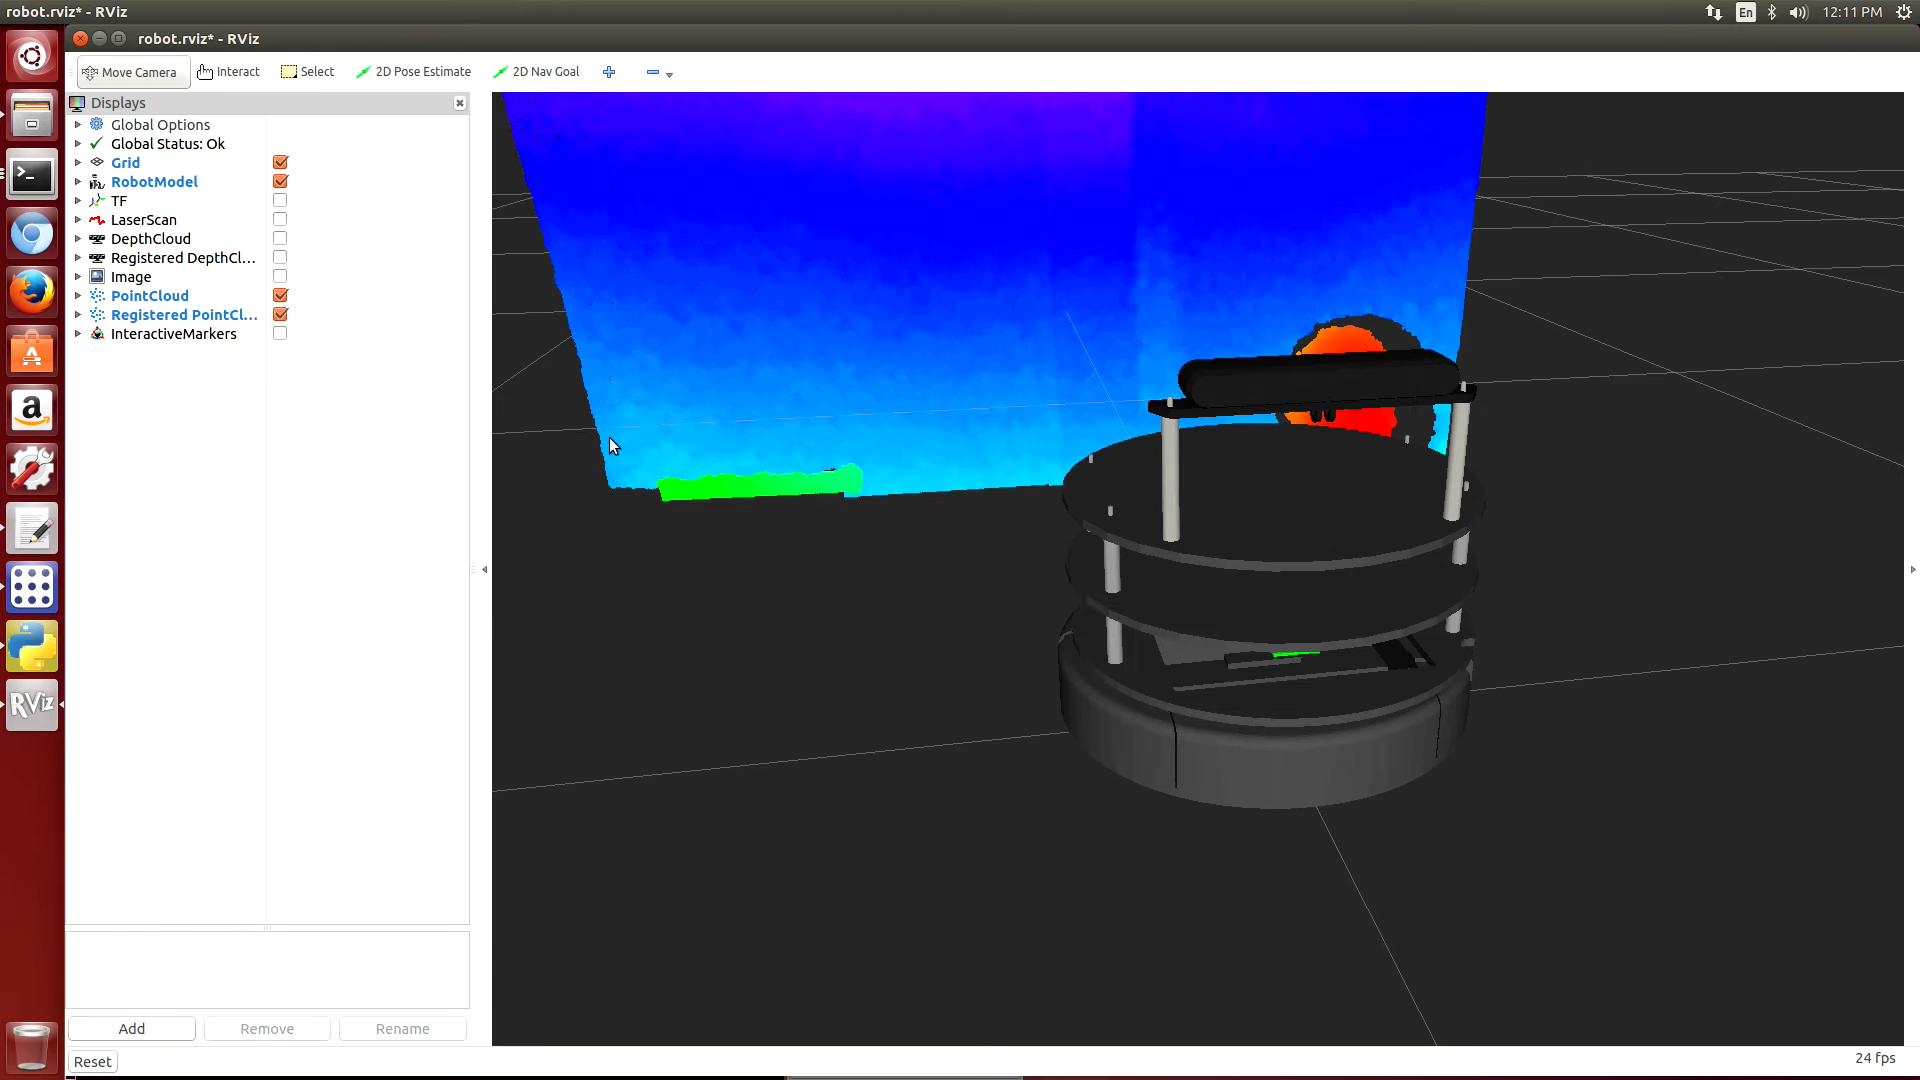 robot.rviz* - RViz
En
12:11 PM
robot.rviz* - RViz
Move Camera
Interact
Select
2D Pose Estimate
2D Nav Goal
Displays
Global Options
Global Status: Ok
Grid
RobotModel
TF
LaserScan
DepthCloud
Registered DepthCl...
Image
PointCloud
Registered PointCl...
InteractiveMarkers
a
RViz
Add
Remove
Rename
Reset
24 fps